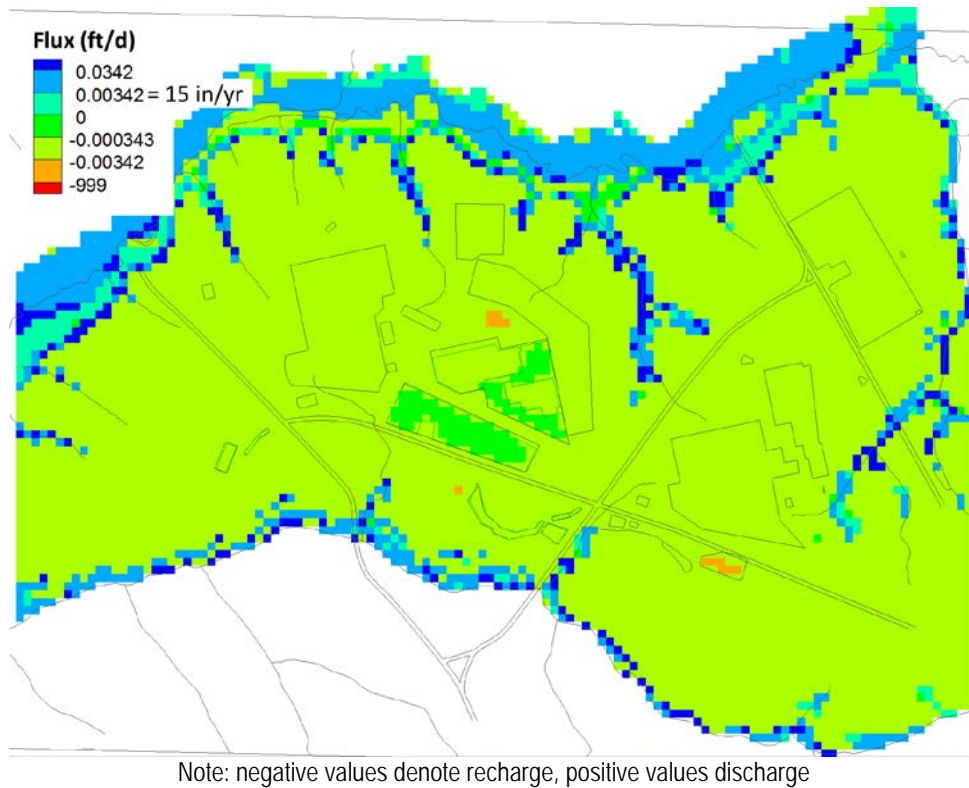 Flux (ft/d)
0.0342
0.00342 = 15 in/yr
0
-0.000343
-0.00342
-999
Note: negative values denote recharge, positive values discharge